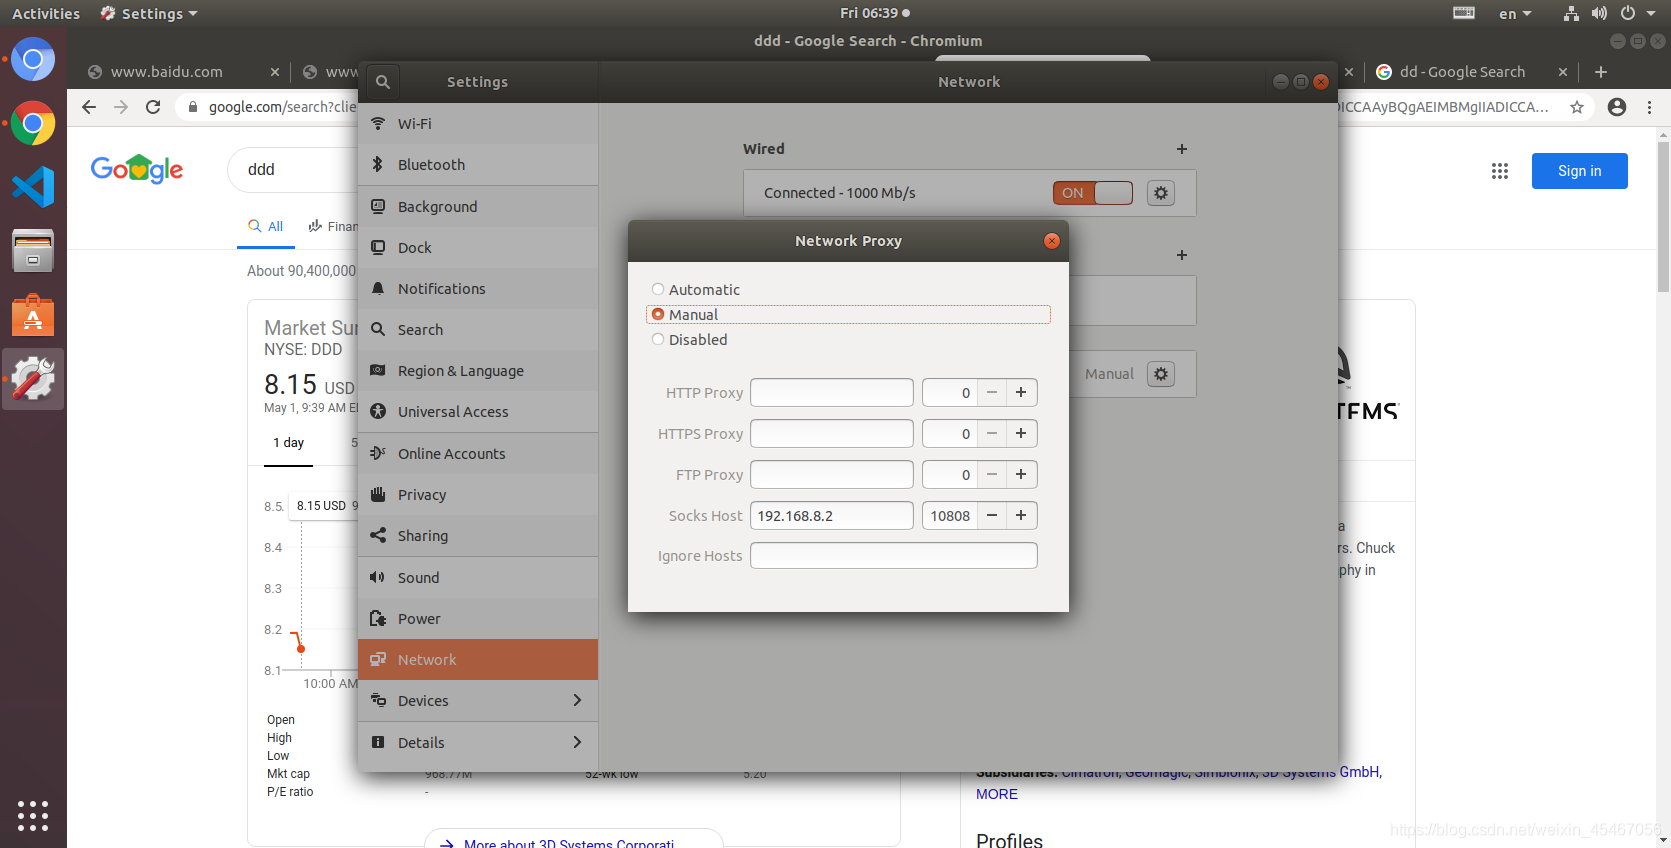 Activities Settings Fri 06:39 en
ddd - Google Search - Chromium
www.baidu.com www dd - Google Search
google.com/search?clie DICCAAyBQgAEIMBMgIIADICCA...
Settings
Network
Wi-Fi
Bluetooth
Background
Dock
Notifications
Search
Region & Language
Universal Access
Online Accounts
Privacy
Sharing
Sound
Power
Network
Devices
Details
Wired
Connected - 1000 Mb/s ON
Manual
Network Proxy
Automatic
Manual
Disabled
HTTP Proxy 0
HTTPS Proxy 0
FTP Proxy 0
Socks Host 192.168.8.2 10808
Ignore Hosts
Google ddd
Sign in
All Finan
About 90,400,000
Market Sum
NYSE: DDD
8.15 USD
May 1, 9:39 AM E
1 day 5
8.5
8.15 USD 9
8.4
8.3
8.2
8.1
10:00 AM
Open
High
Low
Mkt cap 968.77M 52-wk low 5.20
P/E ratio -
More about 3D Systems Corporati
TEMS
a
rs. Chuck
phy in
Subsidiaries: Cimatron, Geomagic, Simbionix, 3D Systems GmbH,
MORE
Profiles
https://blog.csdn.net/weixin_45467056